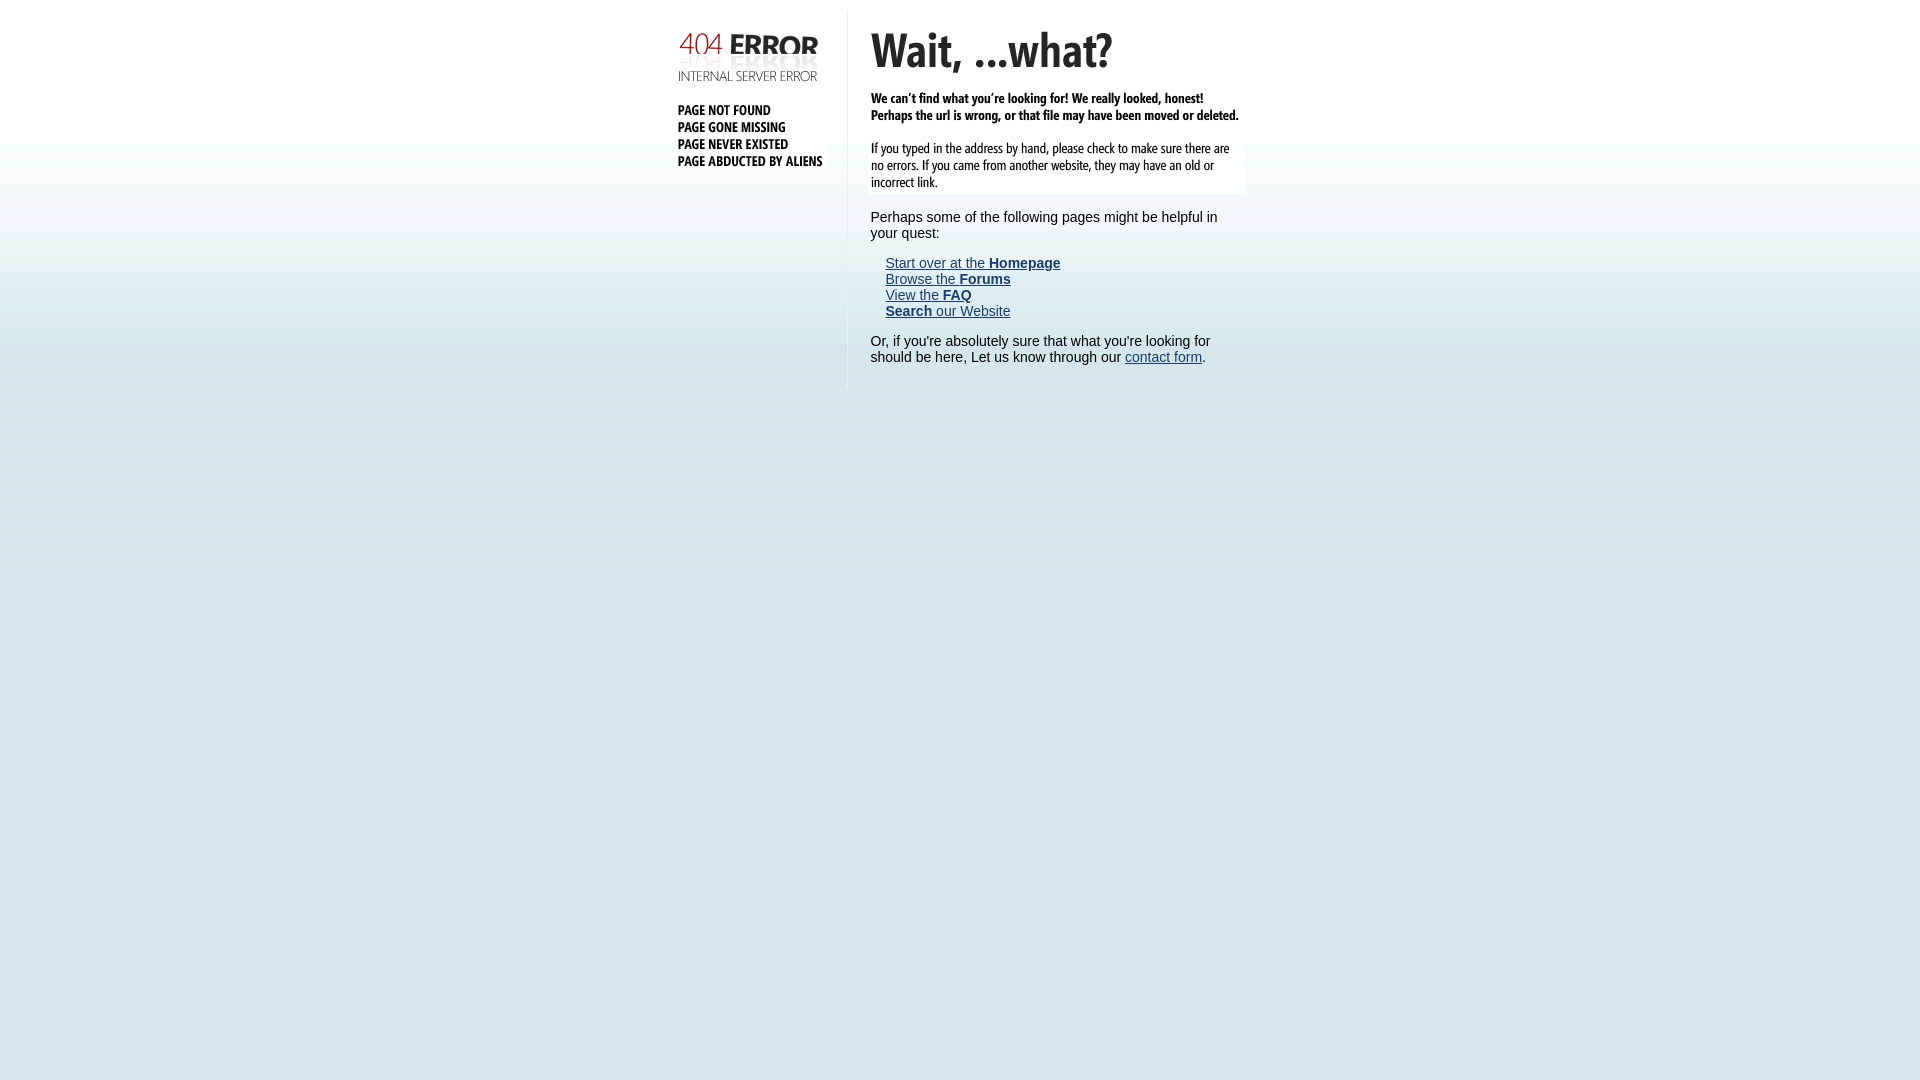 404 ERROR
INTERNAL SERVER ERROR
PAGE NOT FOUND
PAGE GONE MISSING
PAGE NEVER EXISTED
PAGE ABDUCTED BY ALIENS
Wait, ...what?
We can't find what you're looking for! We really looked, honest!
Perhaps the url is wrong, or that file may have been moved or deleted.
If you typed in the address by hand, please check to make sure there are
no errors. If you came from another website, they may have an old or
incorrect link.
Perhaps some of the following pages might be helpful in
your quest:
Start over at the Homepage
Browse the Forums
View the FAQ
Search our Website
Or, if you're absolutely sure that what you're looking for
should be here, Let us know through our contact form.